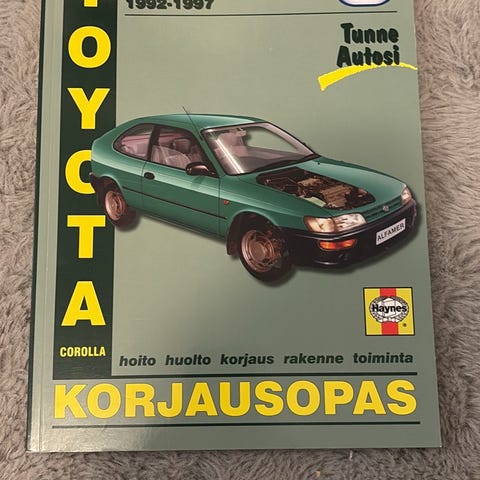 1992-1997
TOYOTA
Tunne
Autosi
ALFAMER
Haynes
®
COROLLA
hoito huolto korjaus rakenne toiminta
KORJAUSOPAS